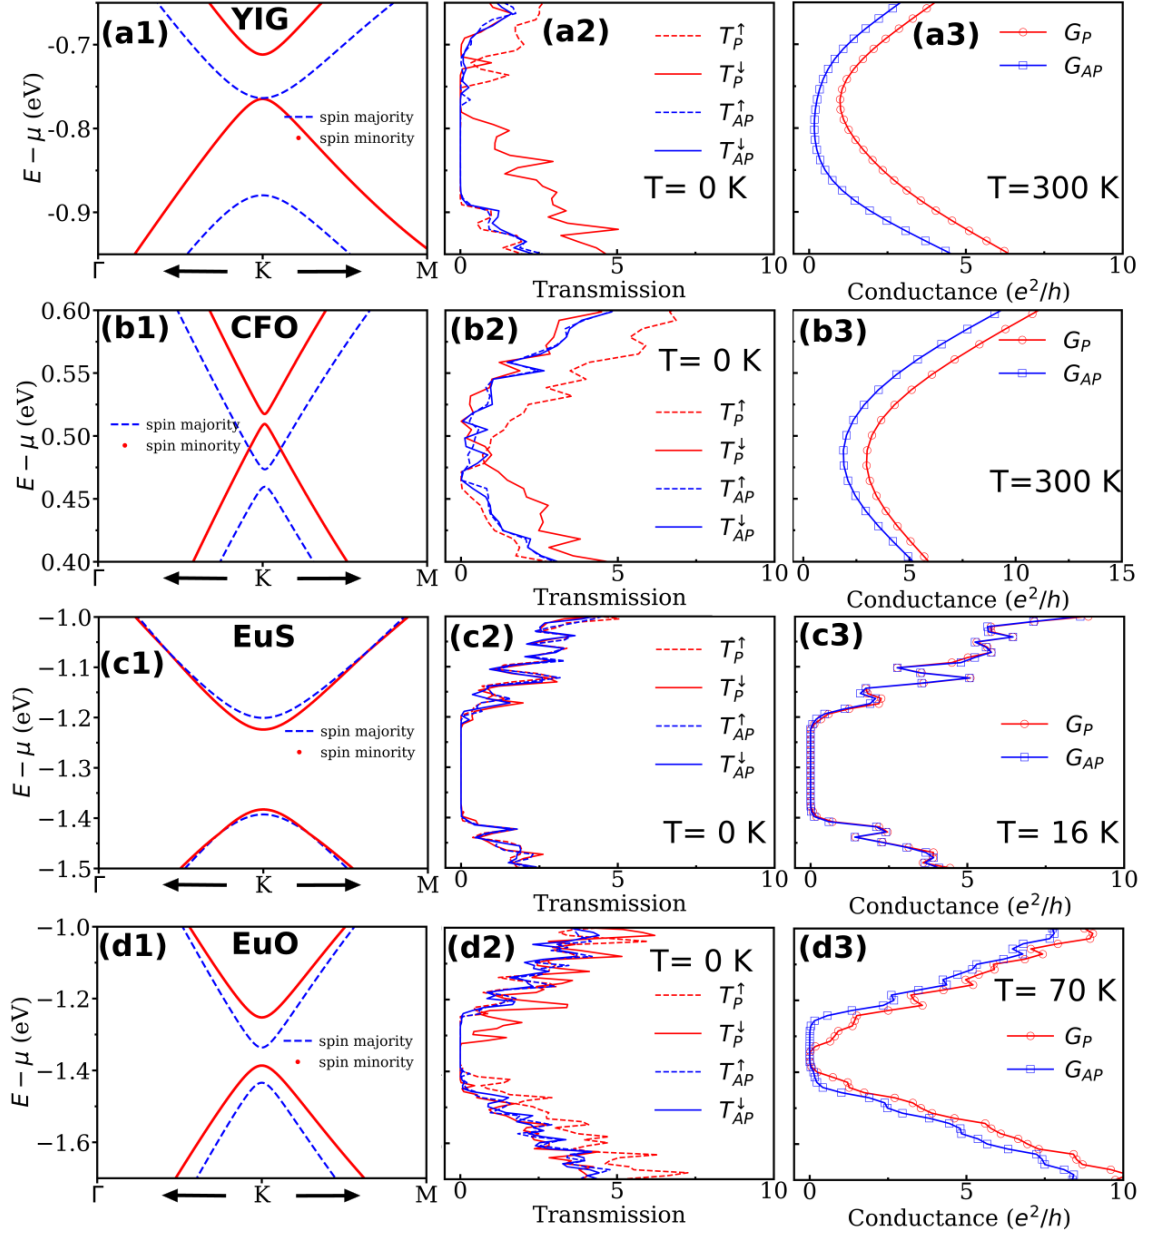 (a1) YIG
E − μ (eV)
-0.7
-0.8
-0.9
spin majority
spin minority
Γ K M
(a2)
T_P^↑
T_P^↓
T_AP^↑
T_AP^↓
T= 0 K
0 5 10
Transmission
(a3)
G_P
G_AP
T=300 K
0 5 10
Conductance (e²/h)
(b1) CFO
E − μ (eV)
0.60
0.55
0.50
0.45
0.40
spin majority
spin minority
Γ K M
(b2)
T= 0 K
T_P^↑
T_P^↓
T_AP^↑
T_AP^↓
0 5 10
Transmission
(b3)
G_P
G_AP
T=300 K
0 5 10 15
Conductance (e²/h)
EuS
(c1)
E − μ (eV)
−1.0
−1.1
−1.2
−1.3
−1.4
−1.5
spin majority
spin minority
Γ K M
(c2)
T_P^↑
T_P^↓
T_AP^↑
T_AP^↓
T= 0 K
0 5 10
Transmission
(c3)
G_P
G_AP
T= 16 K
0 5 10
Conductance (e²/h)
(d1) EuO
E − μ (eV)
−1.0
−1.2
−1.4
−1.6
spin majority
spin minority
Γ K M
(d2)
T= 0 K
T_P^↑
T_P^↓
T_AP^↑
T_AP^↓
0 5 10
Transmission
(d3)
T= 70 K
G_P
G_AP
0 5 10
Conductance (e²/h)